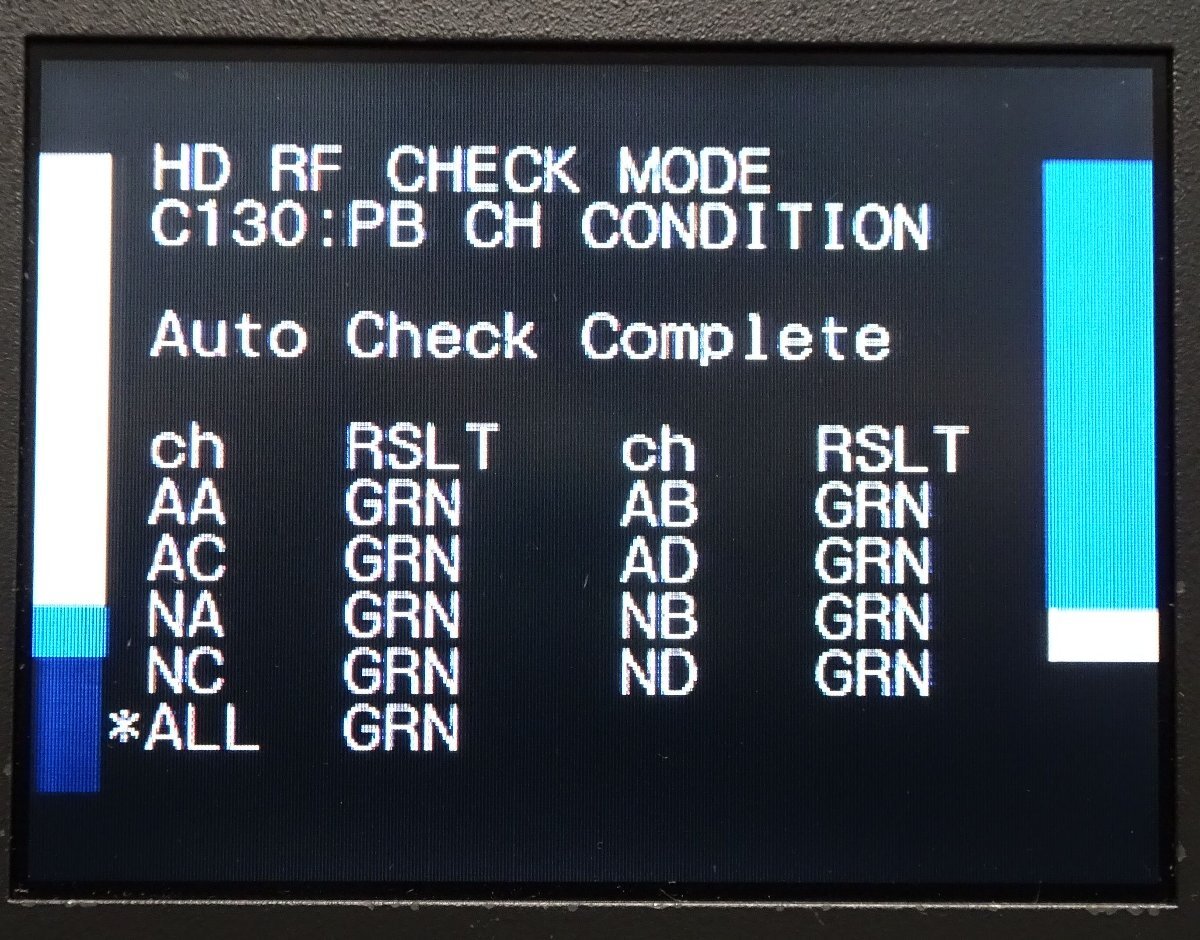 HD RF CHECK MODE
C130:PB CH CONDITION
Auto Check Complete
ch RSLT ch RSLT
AA GRN AB GRN
AC GRN AD GRN
NA GRN NB GRN
NC GRN ND GRN
*ALL GRN